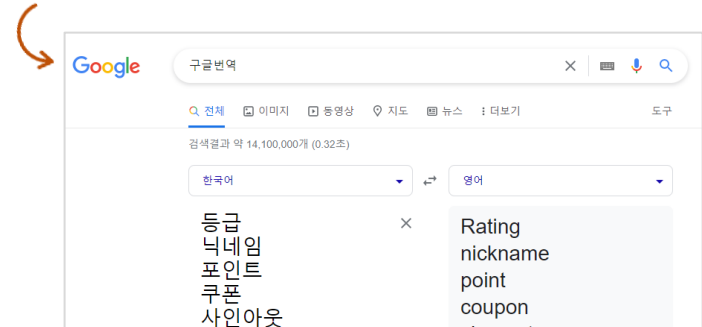 Google
구글번역
전체 이미지 동영상 지도 뉴스 더보기 도구
검색결과 약 14,100,000개 (0.32초)
한국어 영어
등급
닉네임
포인트
쿠폰
사인아웃
Rating
nickname
point
coupon